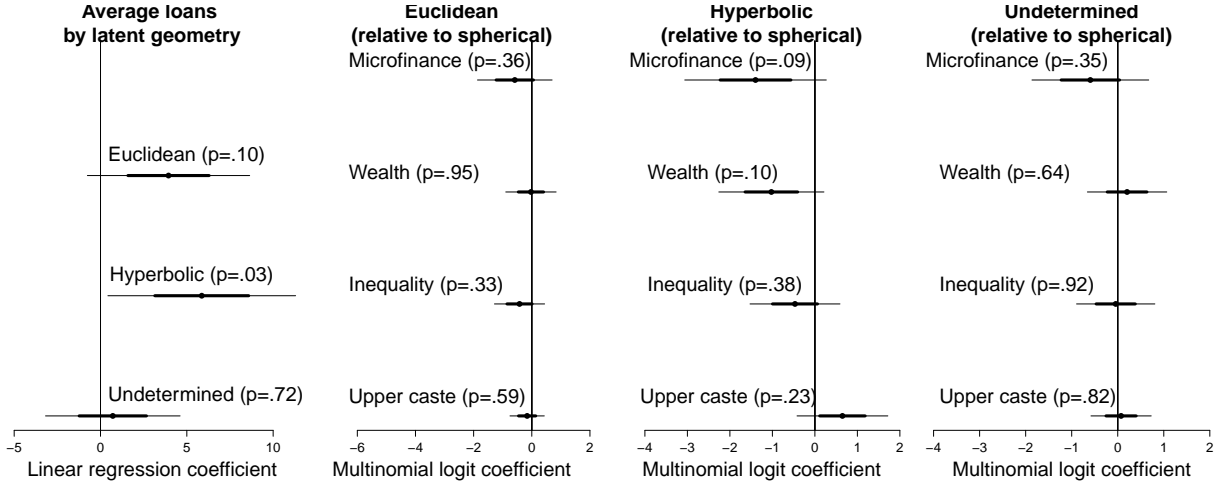 Average loans
by latent geometry
Euclidean (p=.10)
Hyperbolic (p=.03)
Undetermined (p=.72)
−5 0 5 10
Linear regression coefficient
Euclidean
(relative to spherical)
Microfinance (p=.36)
Wealth (p=.95)
Inequality (p=.33)
Upper caste (p=.59)
−6 −4 −2 0 2
Multinomial logit coefficient
Hyperbolic
(relative to spherical)
Microfinance (p=.09)
Wealth (p=.10)
Inequality (p=.38)
Upper caste (p=.23)
−4 −3 −2 −1 0 1 2
Multinomial logit coefficient
Undetermined
(relative to spherical)
Microfinance (p=.35)
Wealth (p=.64)
Inequality (p=.92)
Upper caste (p=.82)
−4 −3 −2 −1 0 1 2
Multinomial logit coefficient